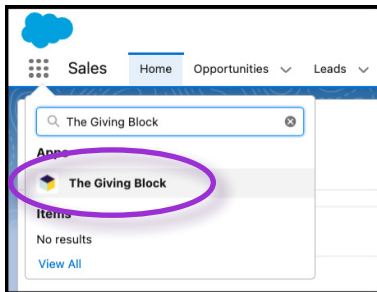 Sales Home Opportunities Leads
The Giving Block
Apps
The Giving Block
Items
No results
View All